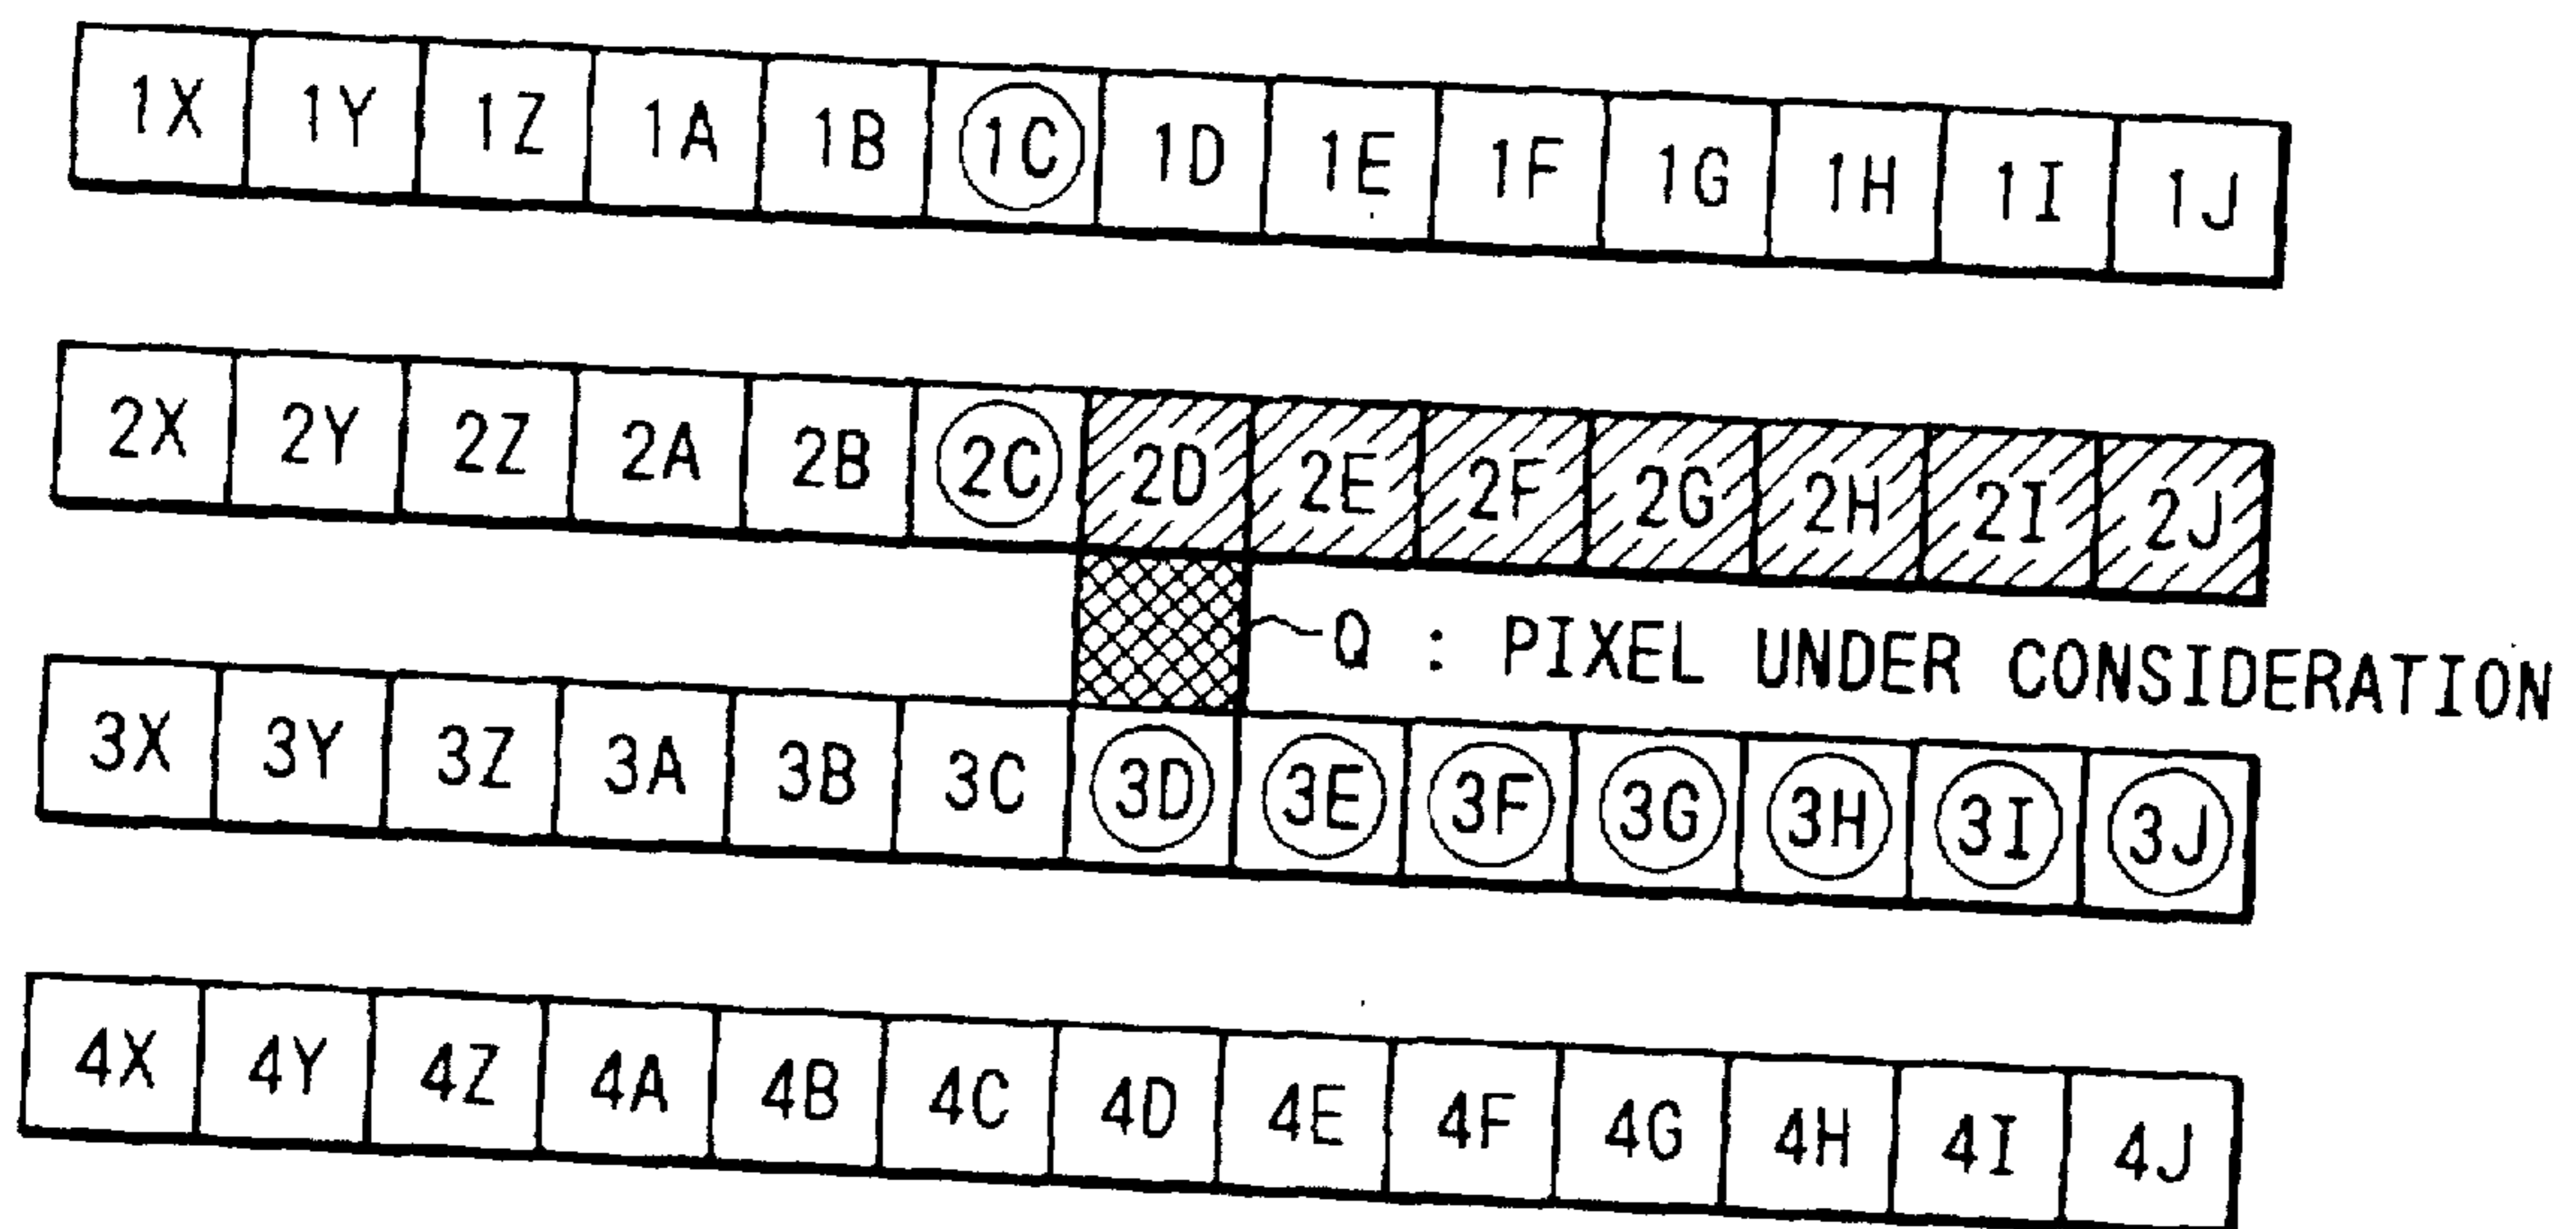 1X 1Y 1Z 1A 1B 1C 1D 1E 1F 1G 1H 1I 1J
2X 2Y 2Z 2A 2B 2C 2D 2E 2F 2G 2H 2I 2J
Q : PIXEL UNDER CONSIDERATION
3X 3Y 3Z 3A 3B 3C 3D 3E 3F 3G 3H 3I 3J
4X 4Y 4Z 4A 4B 4C 4D 4E 4F 4G 4H 4I 4J